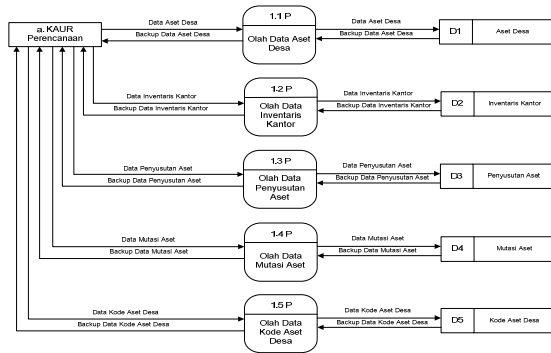 a. KAUR
Perencanaan
Data Aset Desa
Backup Data Aset Desa
1.1 P
Olah Data Aset
Desa
Data Aset Desa
Backup Data Aset Desa
D1
Aset Desa
Data Inventaris Kantor
Backup Data Inventaris Kantor
1.2 P
Olah Data
Inventaris
Kantor
Data Inventaris Kantor
Backup Data Inventaris Kantor
D2
Inventaris Kantor
Data Penyusutan Aset
Backup Data Penyusutan Aset
1.3 P
Olah Data
Penyusutan
Aset
Data Penyusutan Aset
Backup Data Penyusutan Aset
D3
Penyusutan Aset
Data Mutasi Aset
Backup Data Mutasi Aset
1.4 P
Olah Data
Mutasi Aset
Data Mutasi Aset
Backup Data Mutasi Aset
D4
Mutasi Aset
Data Kode Aset Desa
Backup Data Kode Aset Desa
1.5 P
Olah Data
Kode Aset
Desa
Data Kode Aset Desa
Backup Data Kode Aset Desa
D5
Kode Aset Desa